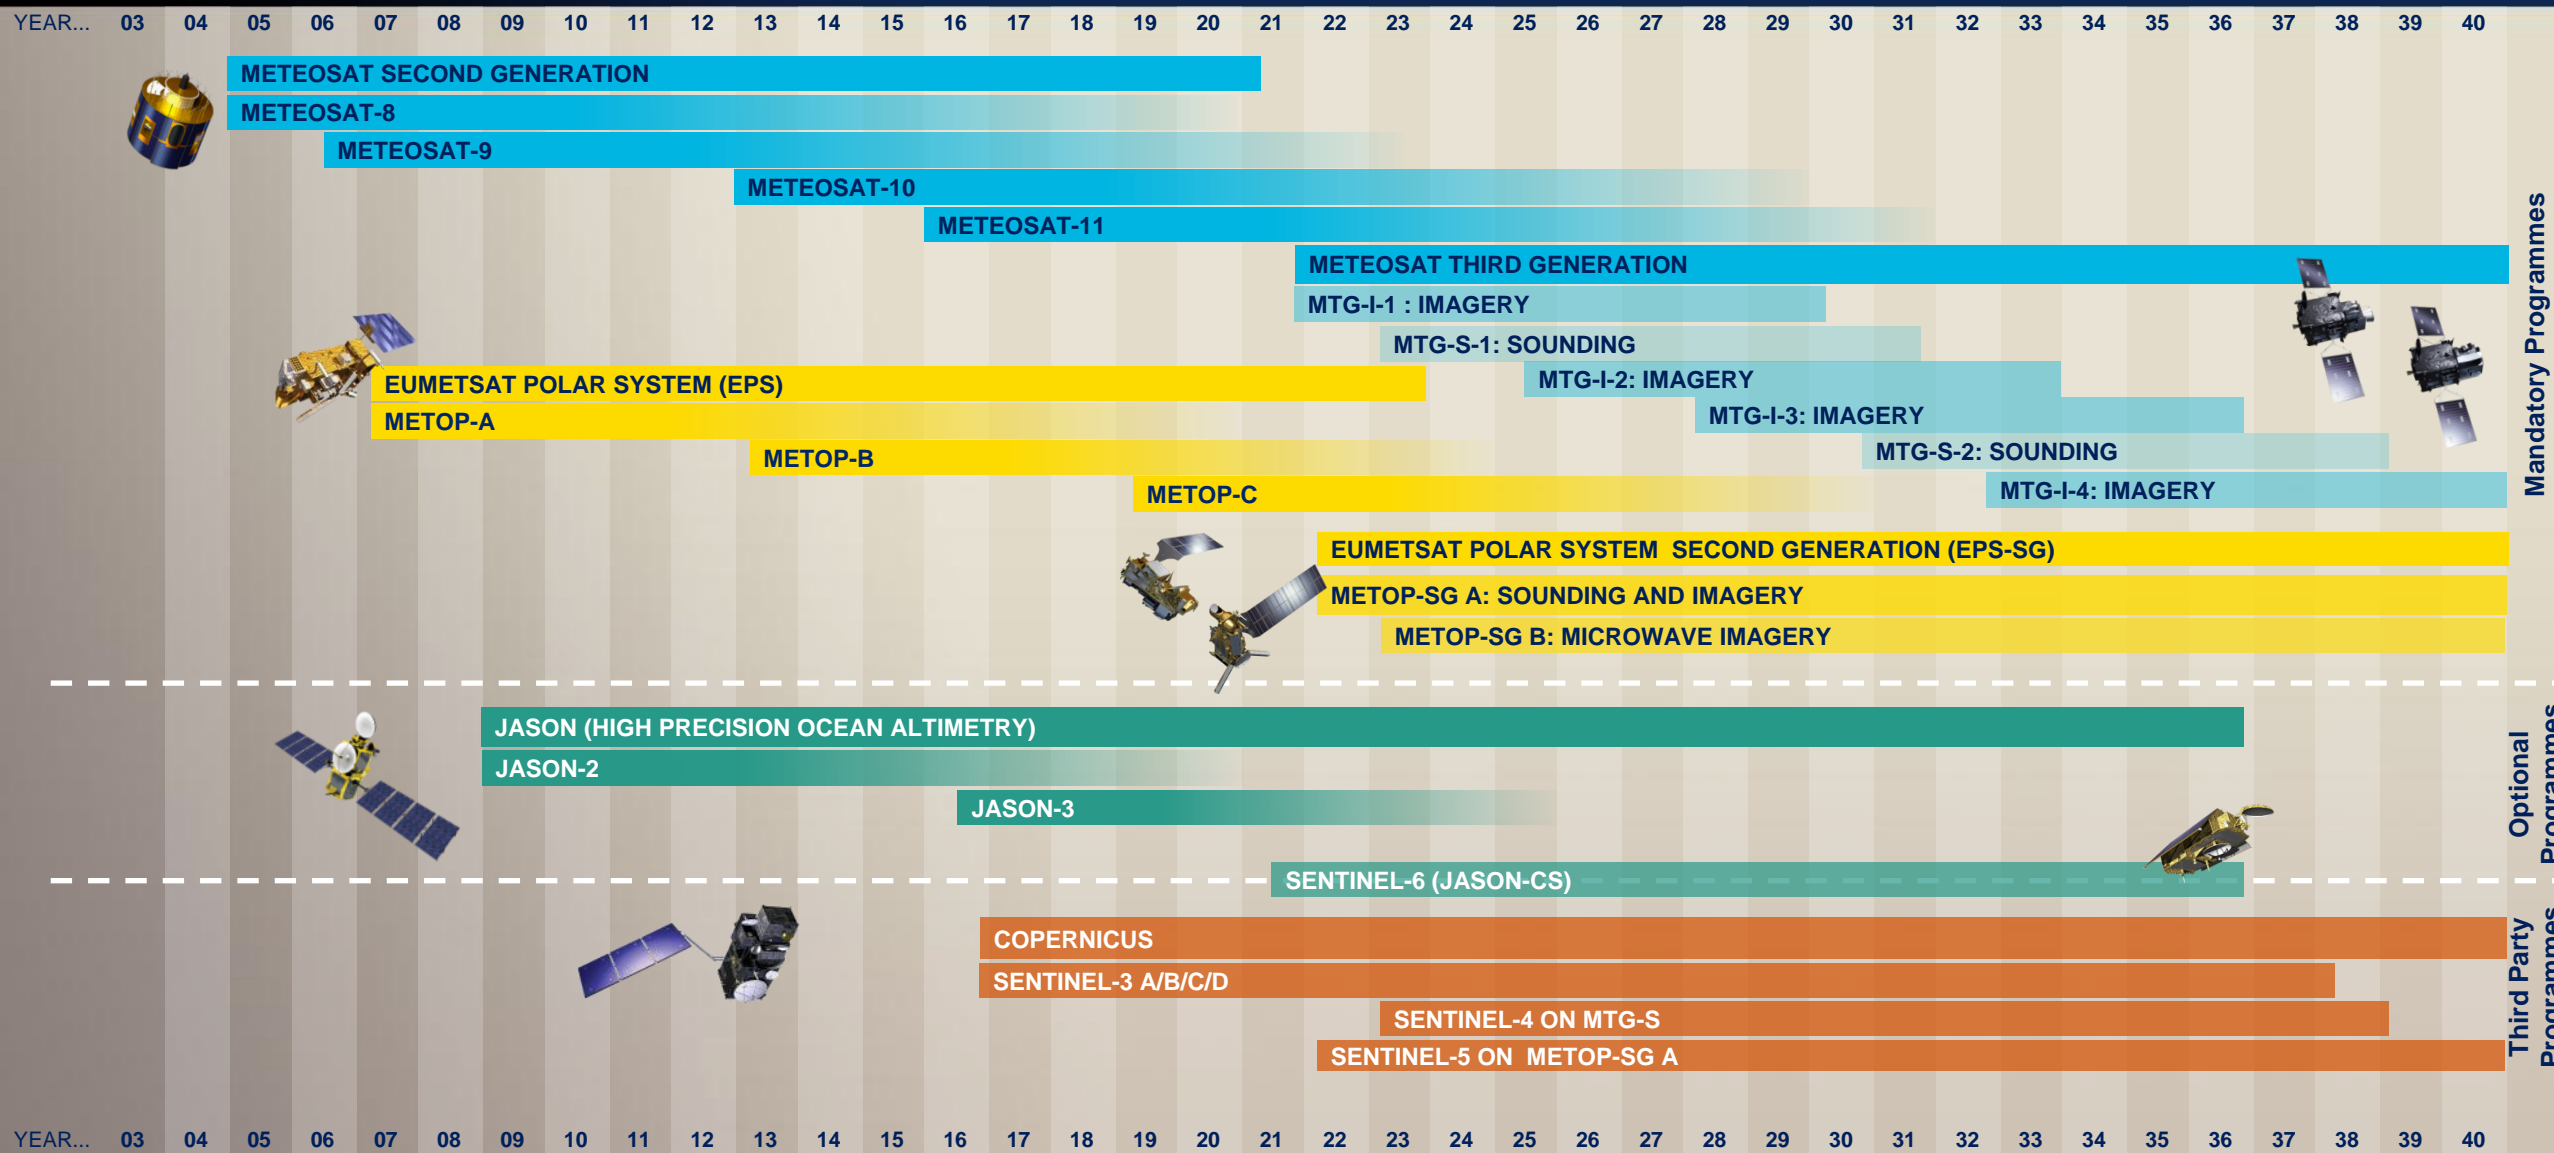 YEAR... 03 04 05 06 07 08 09 10 11 12 13 14 15 16 17 18 19 20 21 22 23 24 25 26 27 28 29 30 31 32 33 34 35 36 37 38 39 40
METEOSAT SECOND GENERATION
METEOSAT-8
METEOSAT-9
METEOSAT-10
METEOSAT-11
METEOSAT THIRD GENERATION
MTG-I-1 : IMAGERY
MTG-S-1: SOUNDING
EUMETSAT POLAR SYSTEM (EPS)
MTG-I-2: IMAGERY
METOP-A
MTG-I-3: IMAGERY
METOP-B
MTG-S-2: SOUNDING
METOP-C
MTG-I-4: IMAGERY
Mandatory Programmes
EUMETSAT POLAR SYSTEM SECOND GENERATION (EPS-SG)
METOP-SG A: SOUNDING AND IMAGERY
METOP-SG B: MICROWAVE IMAGERY
JASON (HIGH PRECISION OCEAN ALTIMETRY)
JASON-2
JASON-3
Optional
Programmes
SENTINEL-6 (JASON-CS)
COPERNICUS
SENTINEL-3 A/B/C/D
SENTINEL-4 ON MTG-S
SENTINEL-5 ON METOP-SG A
Third Party
Programmes
YEAR... 03 04 05 06 07 08 09 10 11 12 13 14 15 16 17 18 19 20 21 22 23 24 25 26 27 28 29 30 31 32 33 34 35 36 37 38 39 40